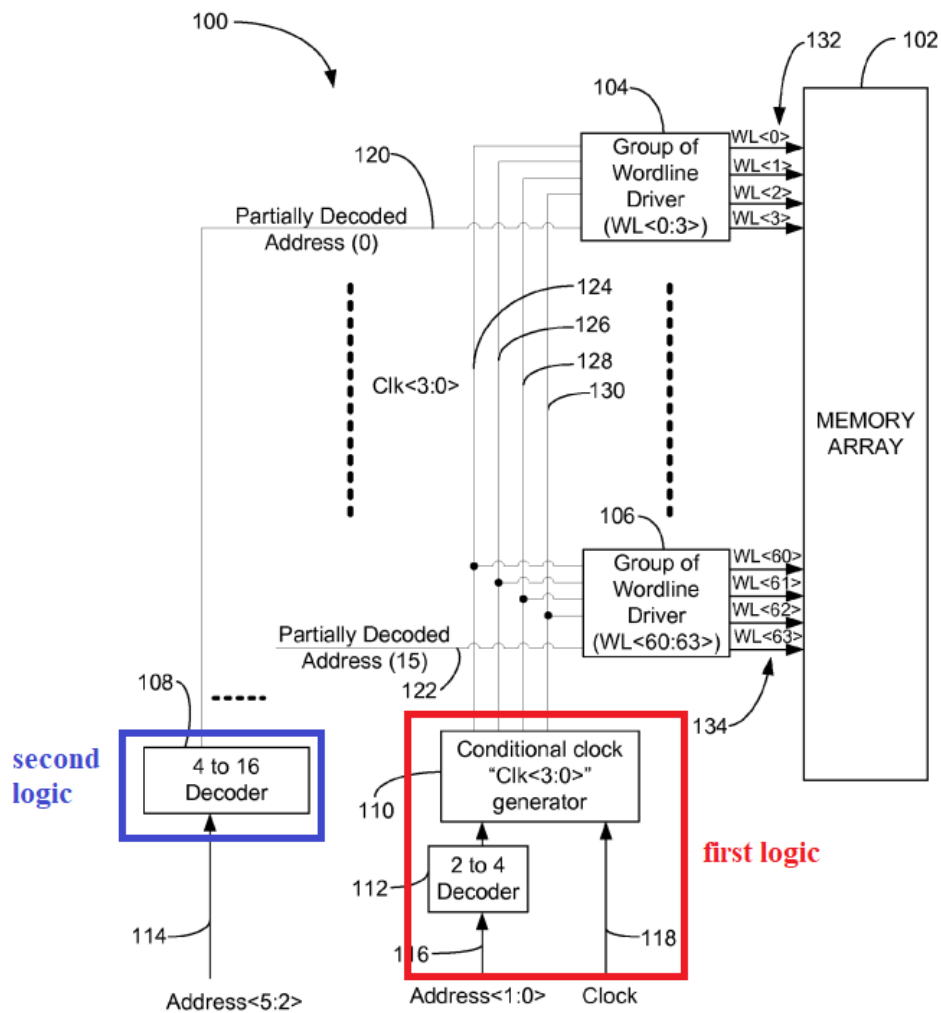 100
132
102
104
WL<0>
WL<1>
WL<2>
WL<3>
Group of
Wordline
Driver
(WL<0:3>)
120
Partially Decoded
Address (0)
124
126
128
130
Clk<3:0>
MEMORY
ARRAY
106
WL<60>
WL<61>
WL<62>
WL<63>
Group of
Wordline
Driver
(WL<60:63>)
Partially Decoded
Address (15)
122
108
134
second
logic
4 to 16
Decoder
Conditional clock
"Clk<3:0>"
generator
110
first logic
2 to 4
Decoder
112
114
116
118
Address<5:2>
Address<1:0>
Clock